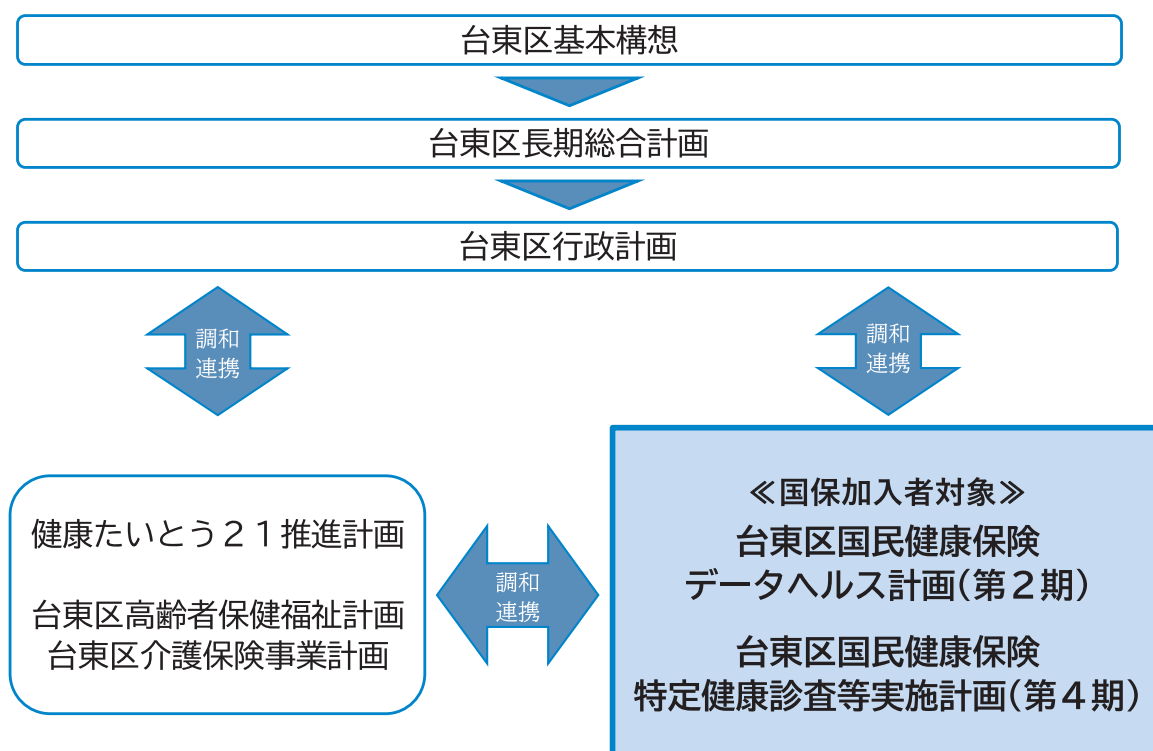 台東区基本構想
台東区長期総合計画
台東区行政計画
調和
連携
調和
連携
健康たいとう２１推進計画
台東区高齢者保健福祉計画
台東区介護保険事業計画
調和
連携
≪国保加入者対象≫
台東区国民健康保険
データヘルス計画(第２期)
台東区国民健康保険
特定健康診査等実施計画(第４期)